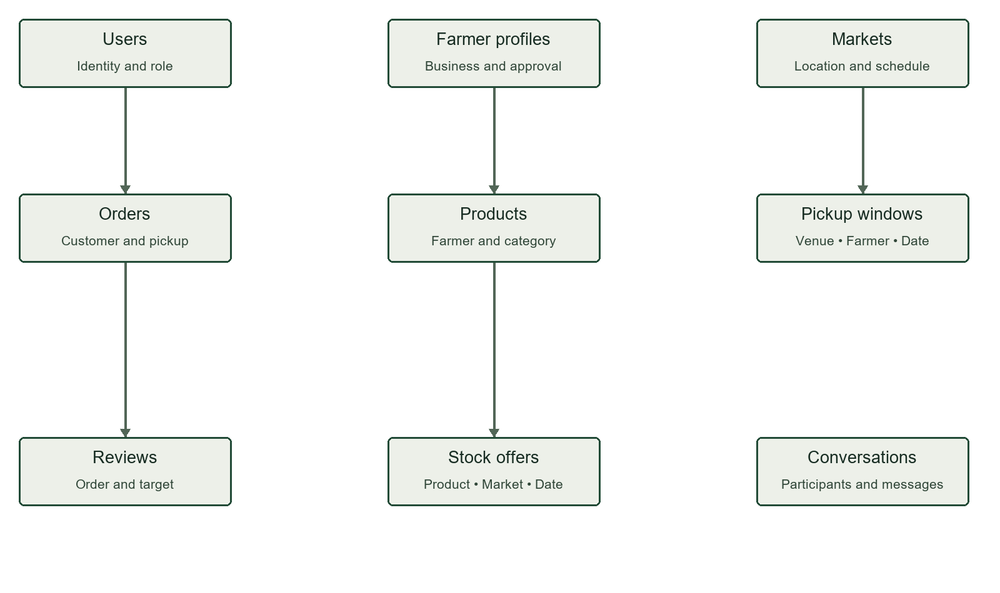 Users
Identity and role
Farmer profiles
Business and approval
Markets
Location and schedule
Orders
Customer and pickup
Products
Farmer and category
Pickup windows
Venue • Farmer • Date
Reviews
Order and target
Stock offers
Product • Market • Date
Conversations
Participants and messages